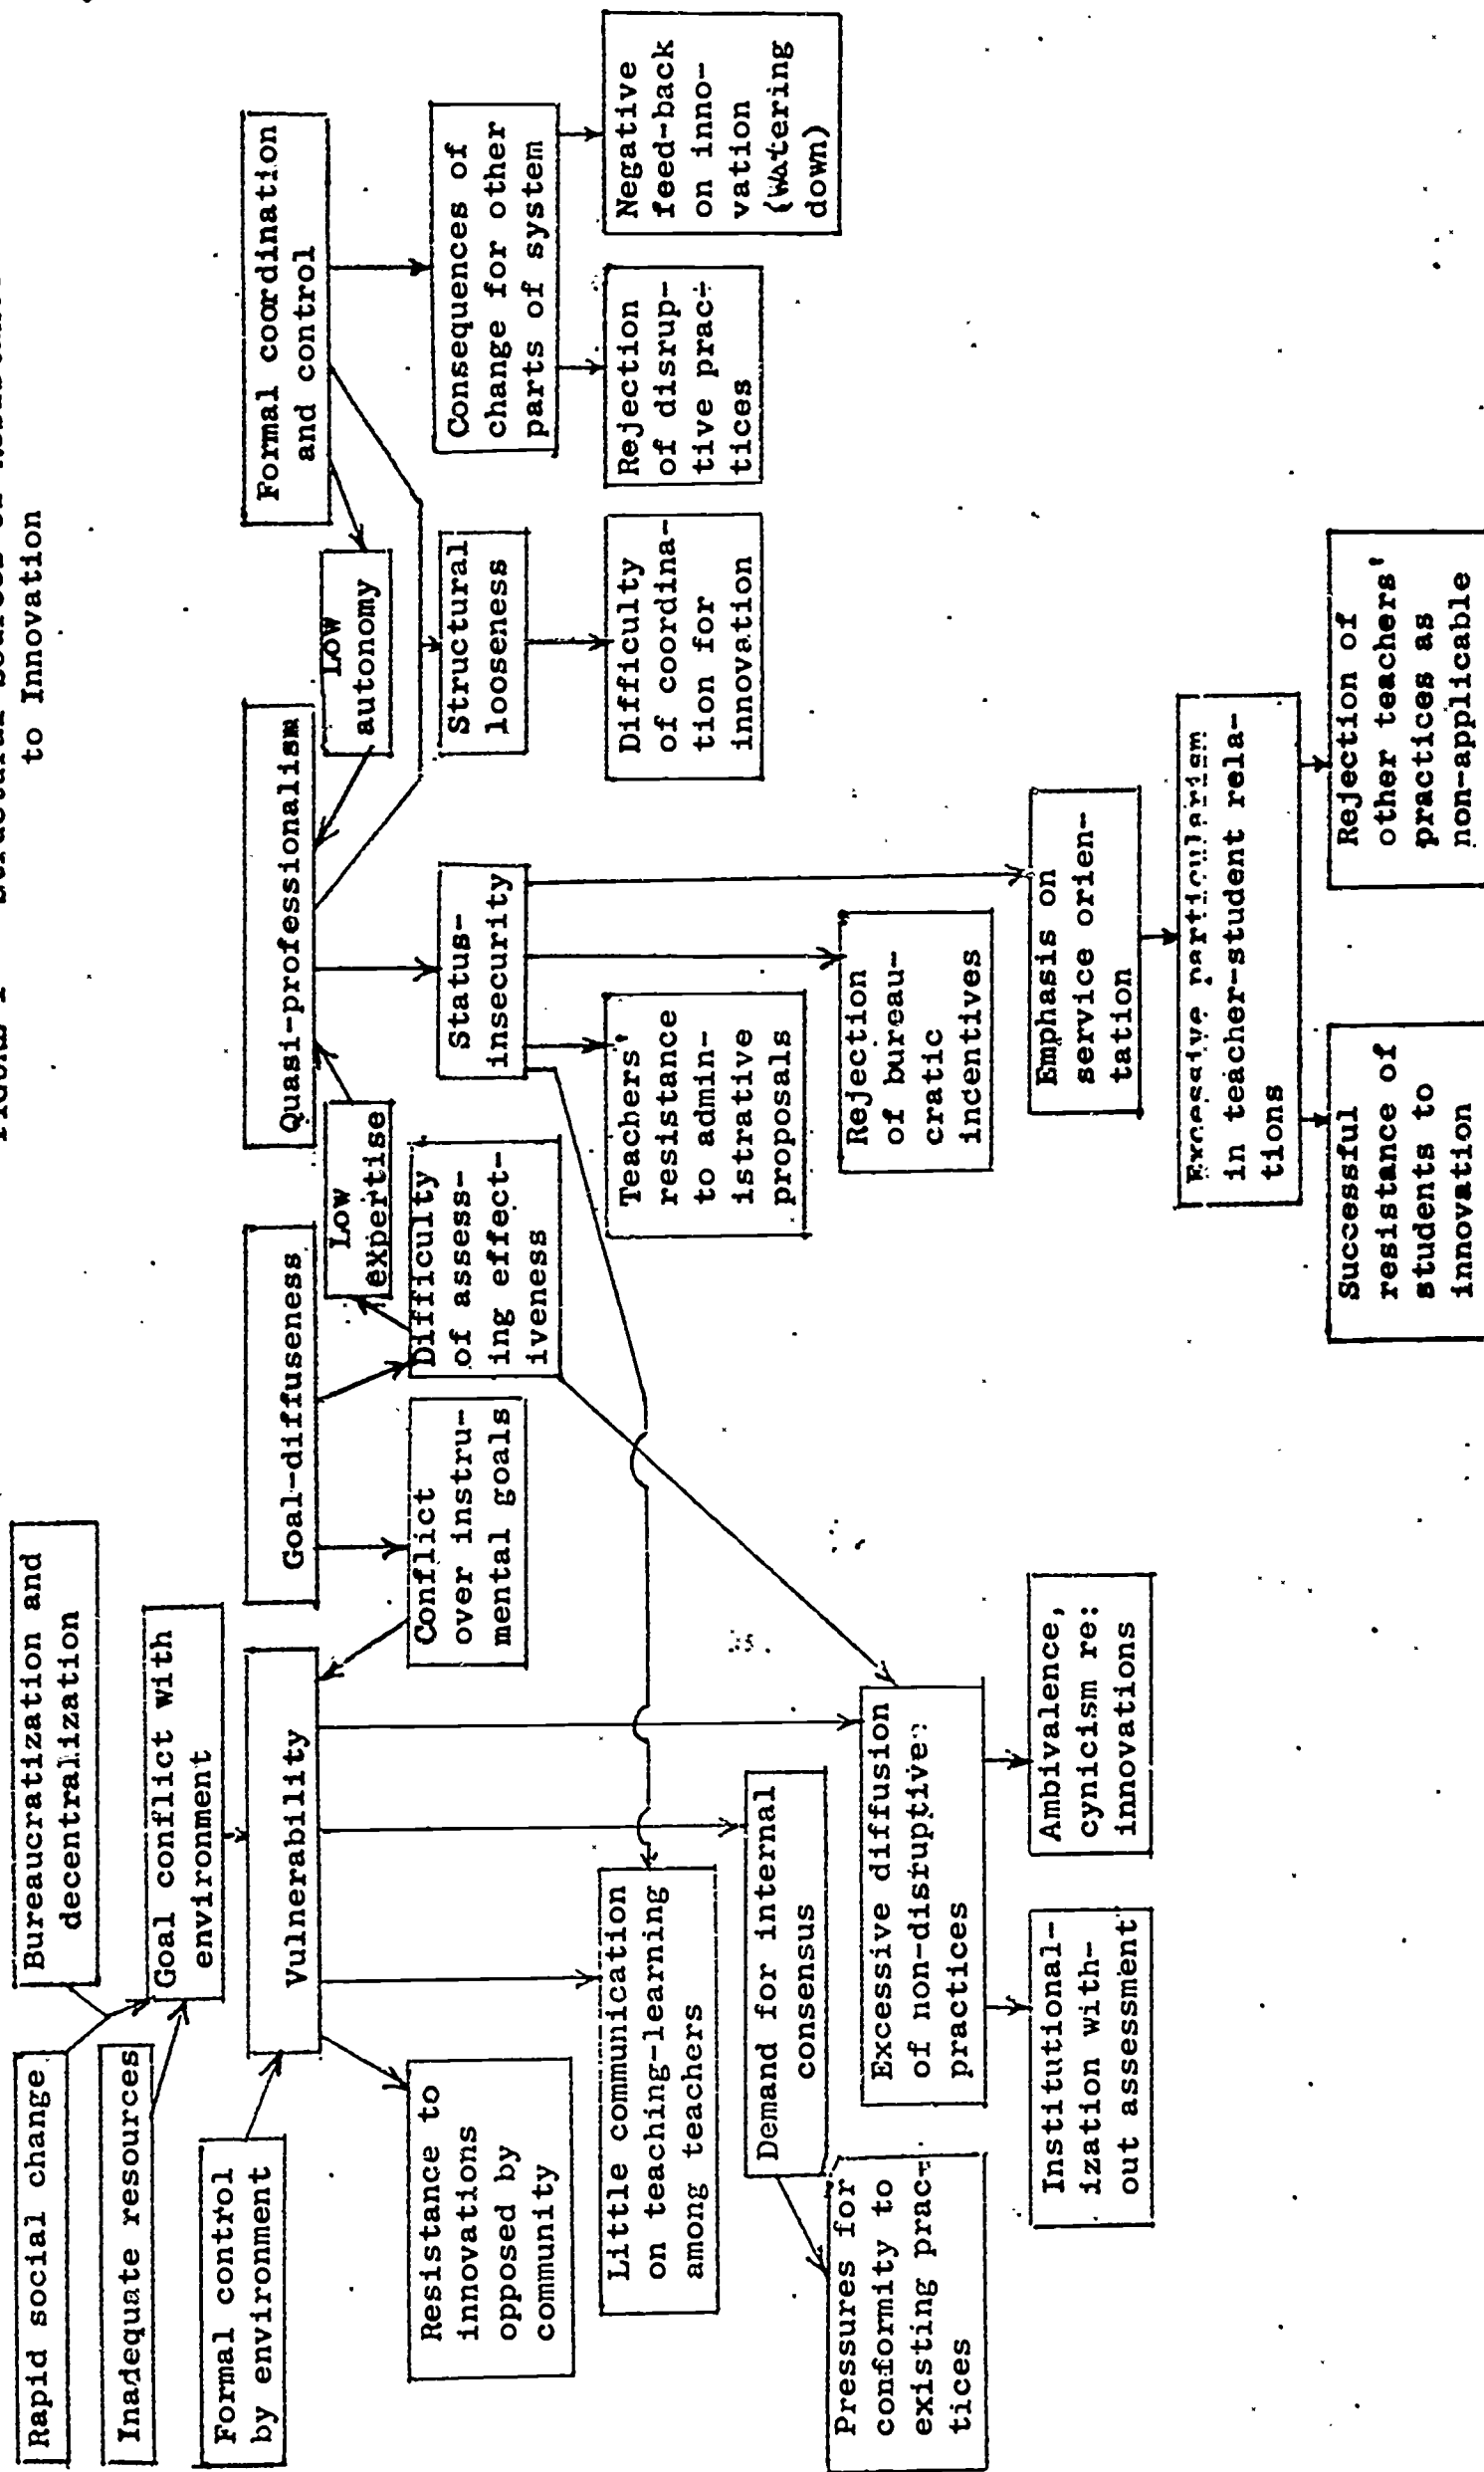 to Innovation
Rapid social change
Bureaucratization and
decentralization
Inadequate resources
Goal conflict with
environment
Formal control
by environment
Vulnerability
Goal-diffuseness
Quasi-professionalism
Formal coordination
and control
Low
expertise
Low
autonomy
Resistance to
innovations
opposed by
community
Conflict
over instru-
mental goals
Difficulty
of assess-
ing effect-
iveness
Status-
insecurity
Structural
looseness
Consequences of
change for other
parts of system
Little communication
on teaching-learning
among teachers
Teachers'
resistance
to admin-
istrative
proposals
Difficulty
of coordina-
tion for
innovation
Rejection
of disrup-
tive prac-
tices
Negative
feed-back
on inno-
vation
(Watering
down)
Demand for internal
consensus
Pressures for
conformity to
existing prac-
tices
Excessive diffusion
of non-disruptive
practices
Rejection
of bureau-
cratic
incentives
Institutional-
ization with-
out assessment
Ambivalence,
cynicism re:
innovations
Emphasis on
service orien-
tation
Excessive particularism
in teacher-student rela-
tions
Successful
resistance of
students to
innovation
Rejection of
other teachers'
practices as
non-applicable